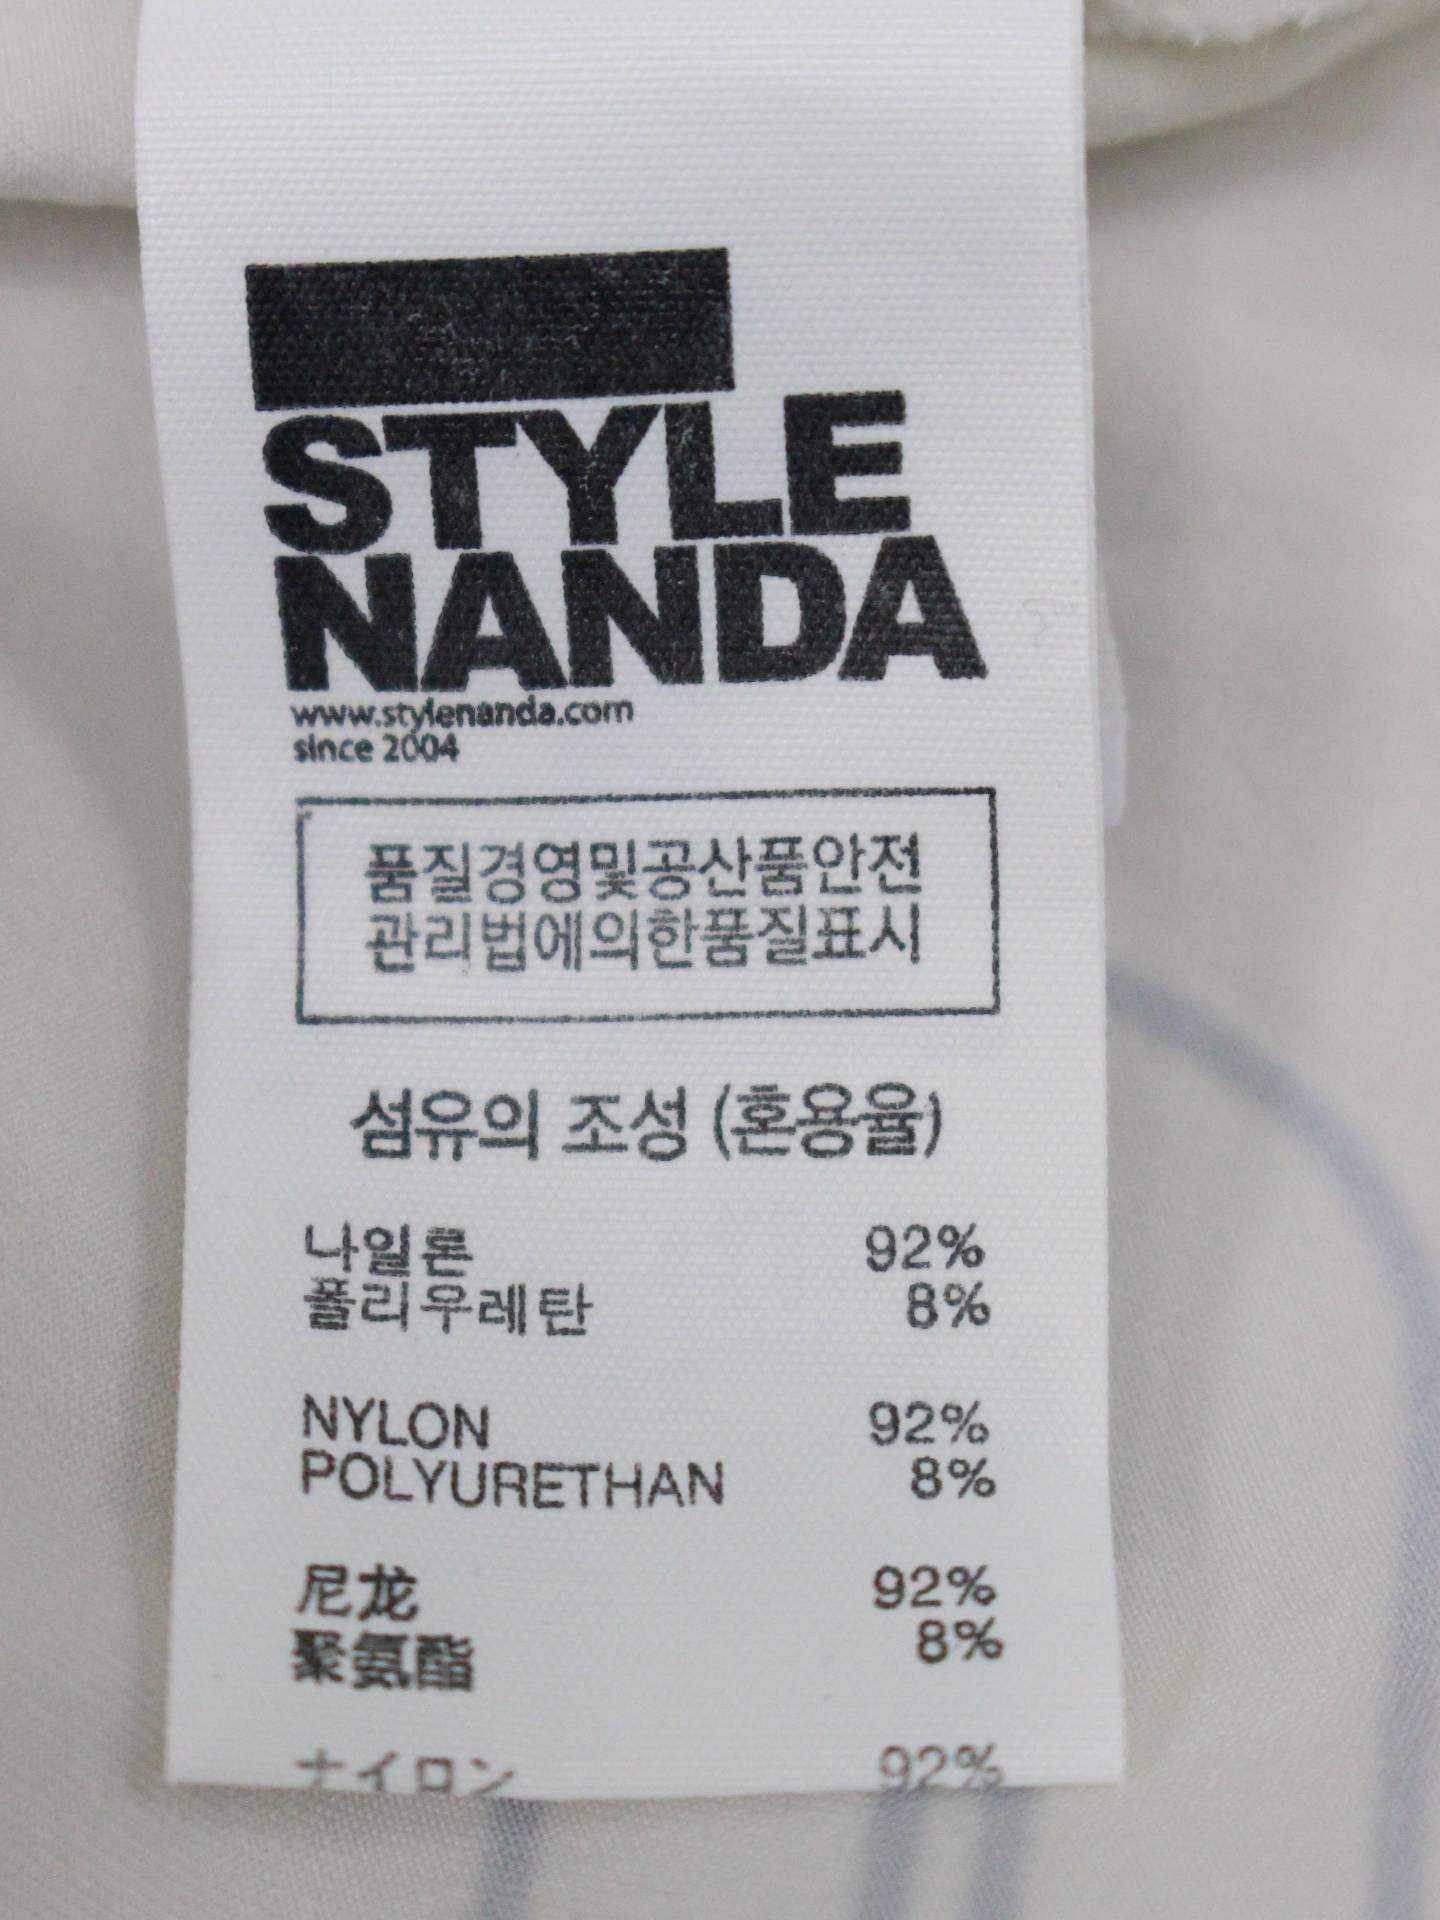 STYLE
NANDA
www.stylenanda.com
since 2004
품질경영및공산품안전
관리법에의한품질표시
섬유의 조성 (혼용율)
나일론 92%
폴리우레탄 8%
NYLON 92%
POLYURETHAN 8%
尼龙 92%
聚氨酯 8%
ナイロン 92%